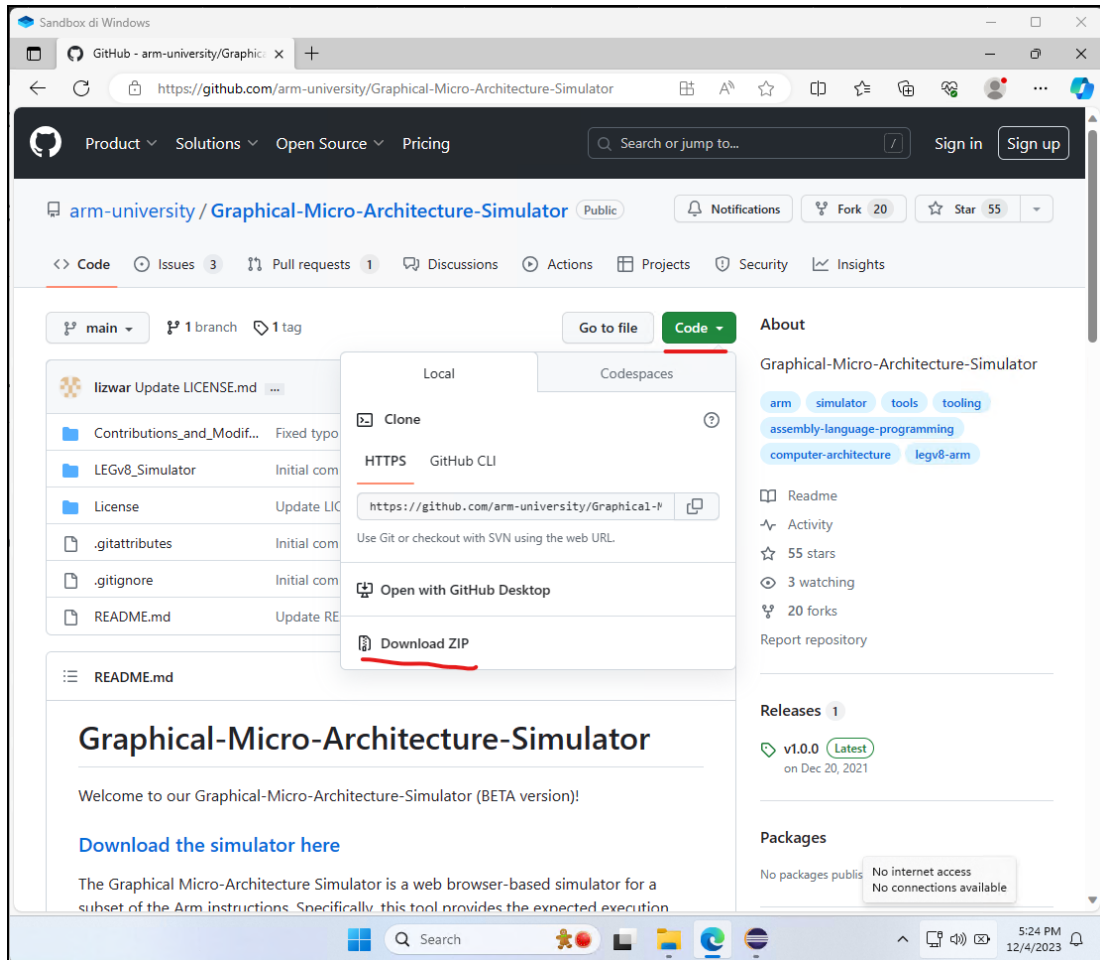 Sandbox di Windows
GitHub - arm-university/Graphica
https://github.com/arm-university/Graphical-Micro-Architecture-Simulator
Product Solutions Open Source Pricing
Search or jump to... /
Sign in Sign up
arm-university / Graphical-Micro-Architecture-Simulator Public
Notifications Fork 20 Star 55
Code Issues 3 Pull requests 1 Discussions Actions Projects Security Insights
main 1 branch 1 tag
Go to file Code
lizwar Update LICENSE.md ...
Contributions_and_Modif... Fixed typo
LEGv8_Simulator Initial com
License Update LIC
.gitattributes Initial com
.gitignore Initial com
README.md Update RE
Local Codespaces
Clone
HTTPS GitHub CLI
https://github.com/arm-university/Graphical-M
Use Git or checkout with SVN using the web URL.
Open with GitHub Desktop
Download ZIP
README.md
Graphical-Micro-Architecture-Simulator
Welcome to our Graphical-Micro-Architecture-Simulator (BETA version)!
Download the simulator here
The Graphical Micro-Architecture Simulator is a web browser-based simulator for a
subset of the Arm instructions. Specifically, this tool provides the expected execution
About
Graphical-Micro-Architecture-Simulator
arm simulator tools tooling
assembly-language-programming
computer-architecture legv8-arm
Readme
Activity
55 stars
3 watching
20 forks
Report repository
Releases 1
v1.0.0 Latest
on Dec 20, 2021
Packages
No packages publis
No internet access
No connections available
Search
5:24 PM
12/4/2023